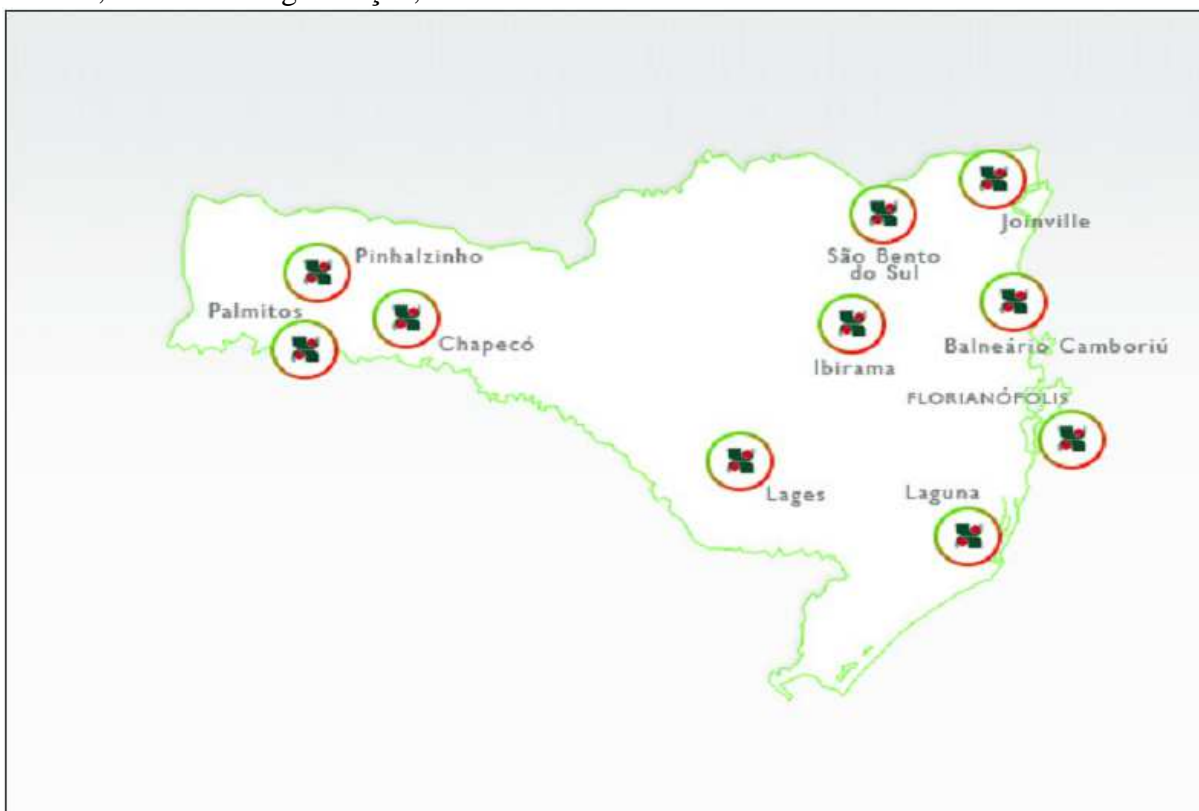 Joinville
São Bento
do Sul
Pinhalzinho
Palmitos
Chapecó
Balneário Camboriú
Ibirama
FLORIANÓPOLIS
Lages
Laguna